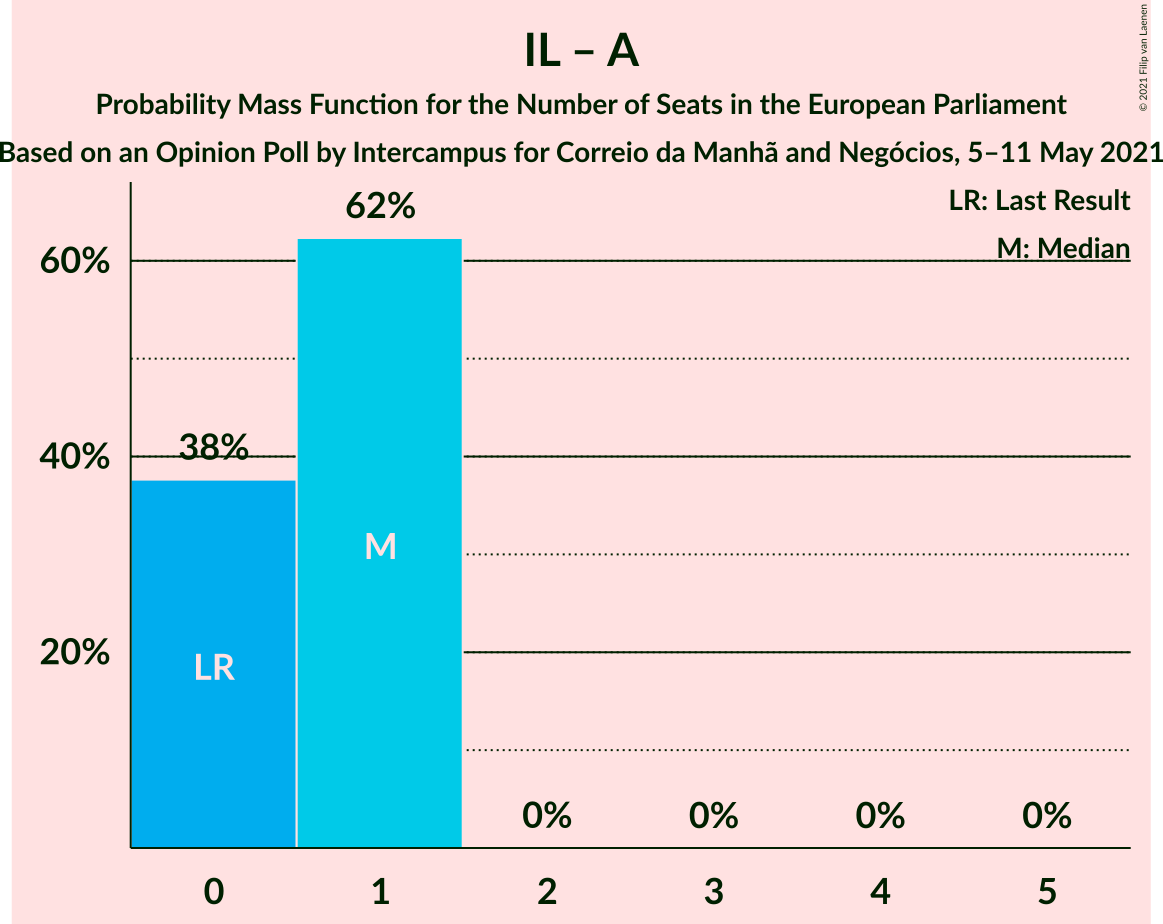 IL – A
Probability Mass Function for the Number of Seats in the European Parliament
Based on an Opinion Poll by Intercampus for Correio da Manhã and Negócios, 5–11 May 2021
© 2021 Filip van Laenen
LR: Last Result
M: Median
62%
60%
38%
40%
M
20%
LR
0%
0%
0%
0%
0
1
2
3
4
5